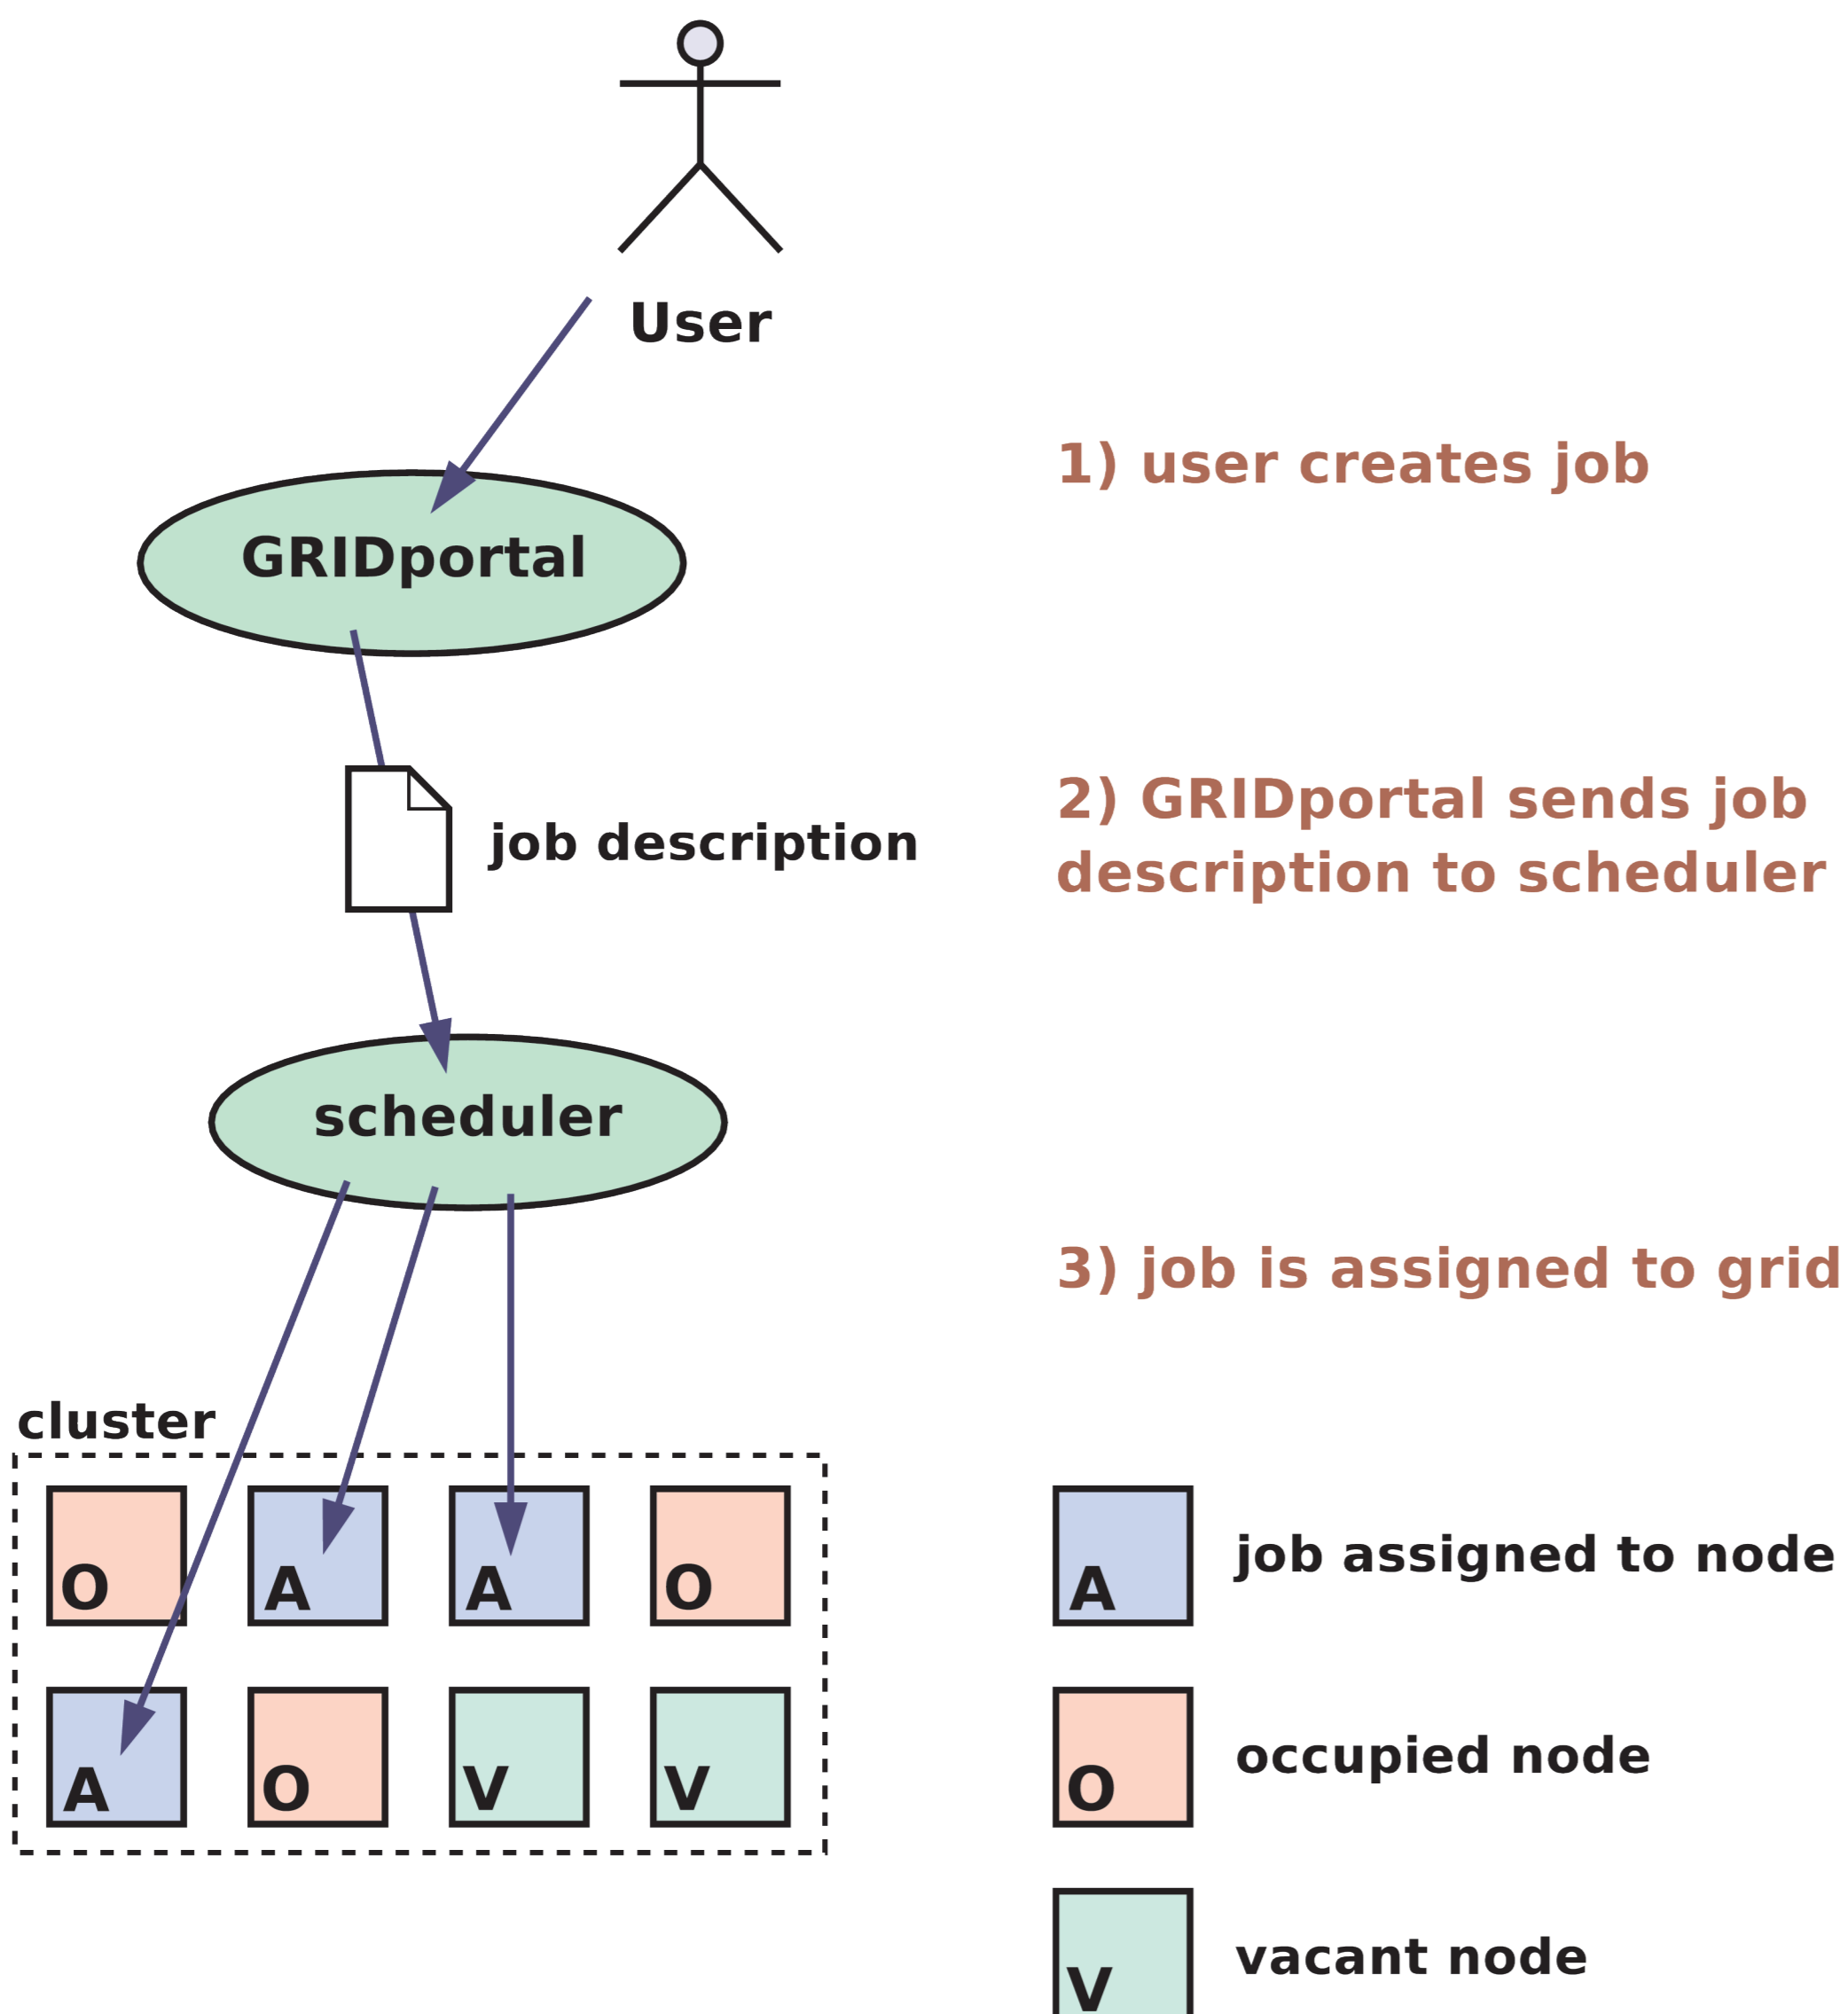 User
1) user creates job
GRIDportal
2) GRIDportal sends job
description to scheduler
job description
scheduler
3) job is assigned to grid
cluster
O A A O
A O V V
A job assigned to node
O occupied node
V vacant node